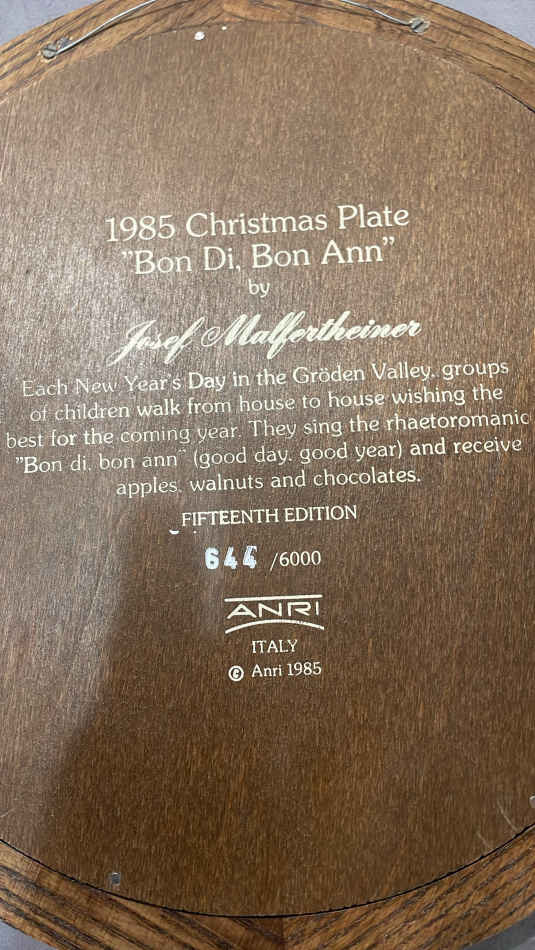 1985 Christmas Plate
"Bon Di, Bon Ann"
by
Josef Malfertheiner
Each New Year's Day in the Gröden Valley, groups
of children walk from house to house wishing the
best for the coming year. They sing the rhaetoromanic
"Bon di, bon ann" (good day, good year) and receive
apples, walnuts and chocolates.
FIFTEENTH EDITION
644 /6000
ANRI
ITALY
© Anri 1985